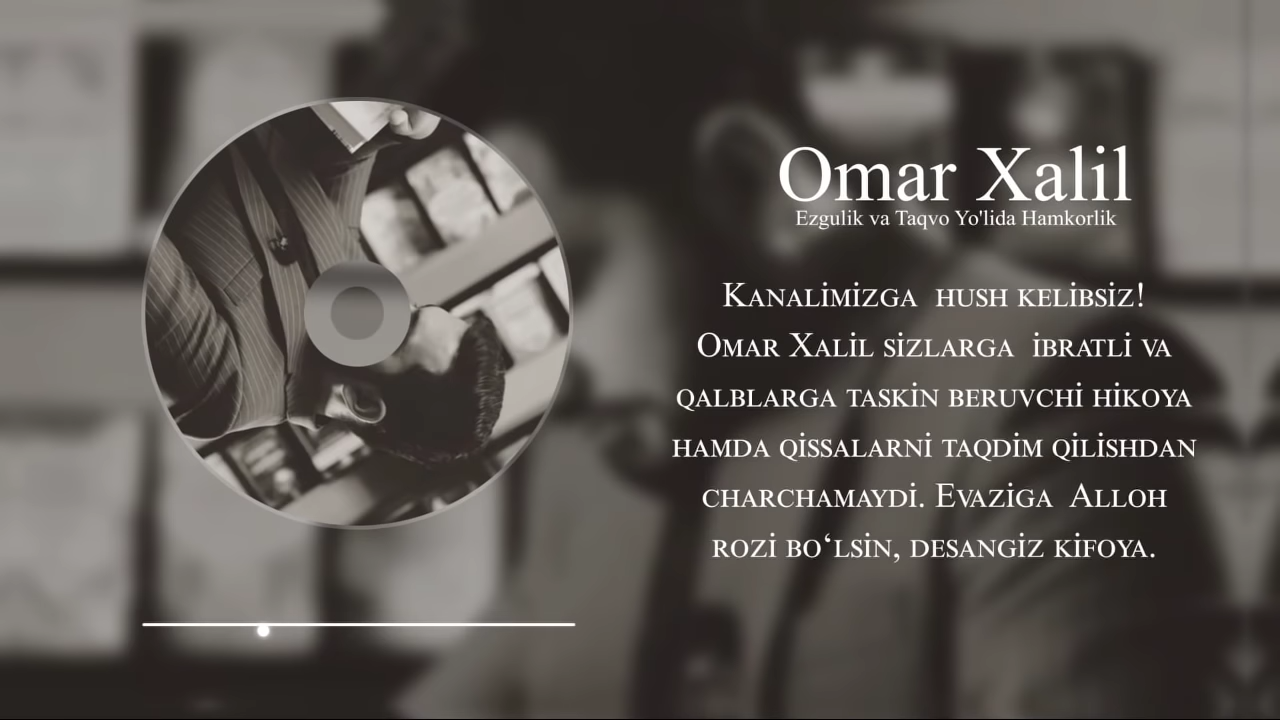 Omar Xalil
Ezgulik va Taqvo Yo'lida Hamkorlik
Kanalimizga hush kelibsiz!
Omar Xalil sizlarga ibratli va
qalblarga taskin beruvchi hikoya
hamda qissalarni taqdim qilishdan
charchamaydi. Evaziga Alloh
rozi bo‘lsin, desangiz kifoya.